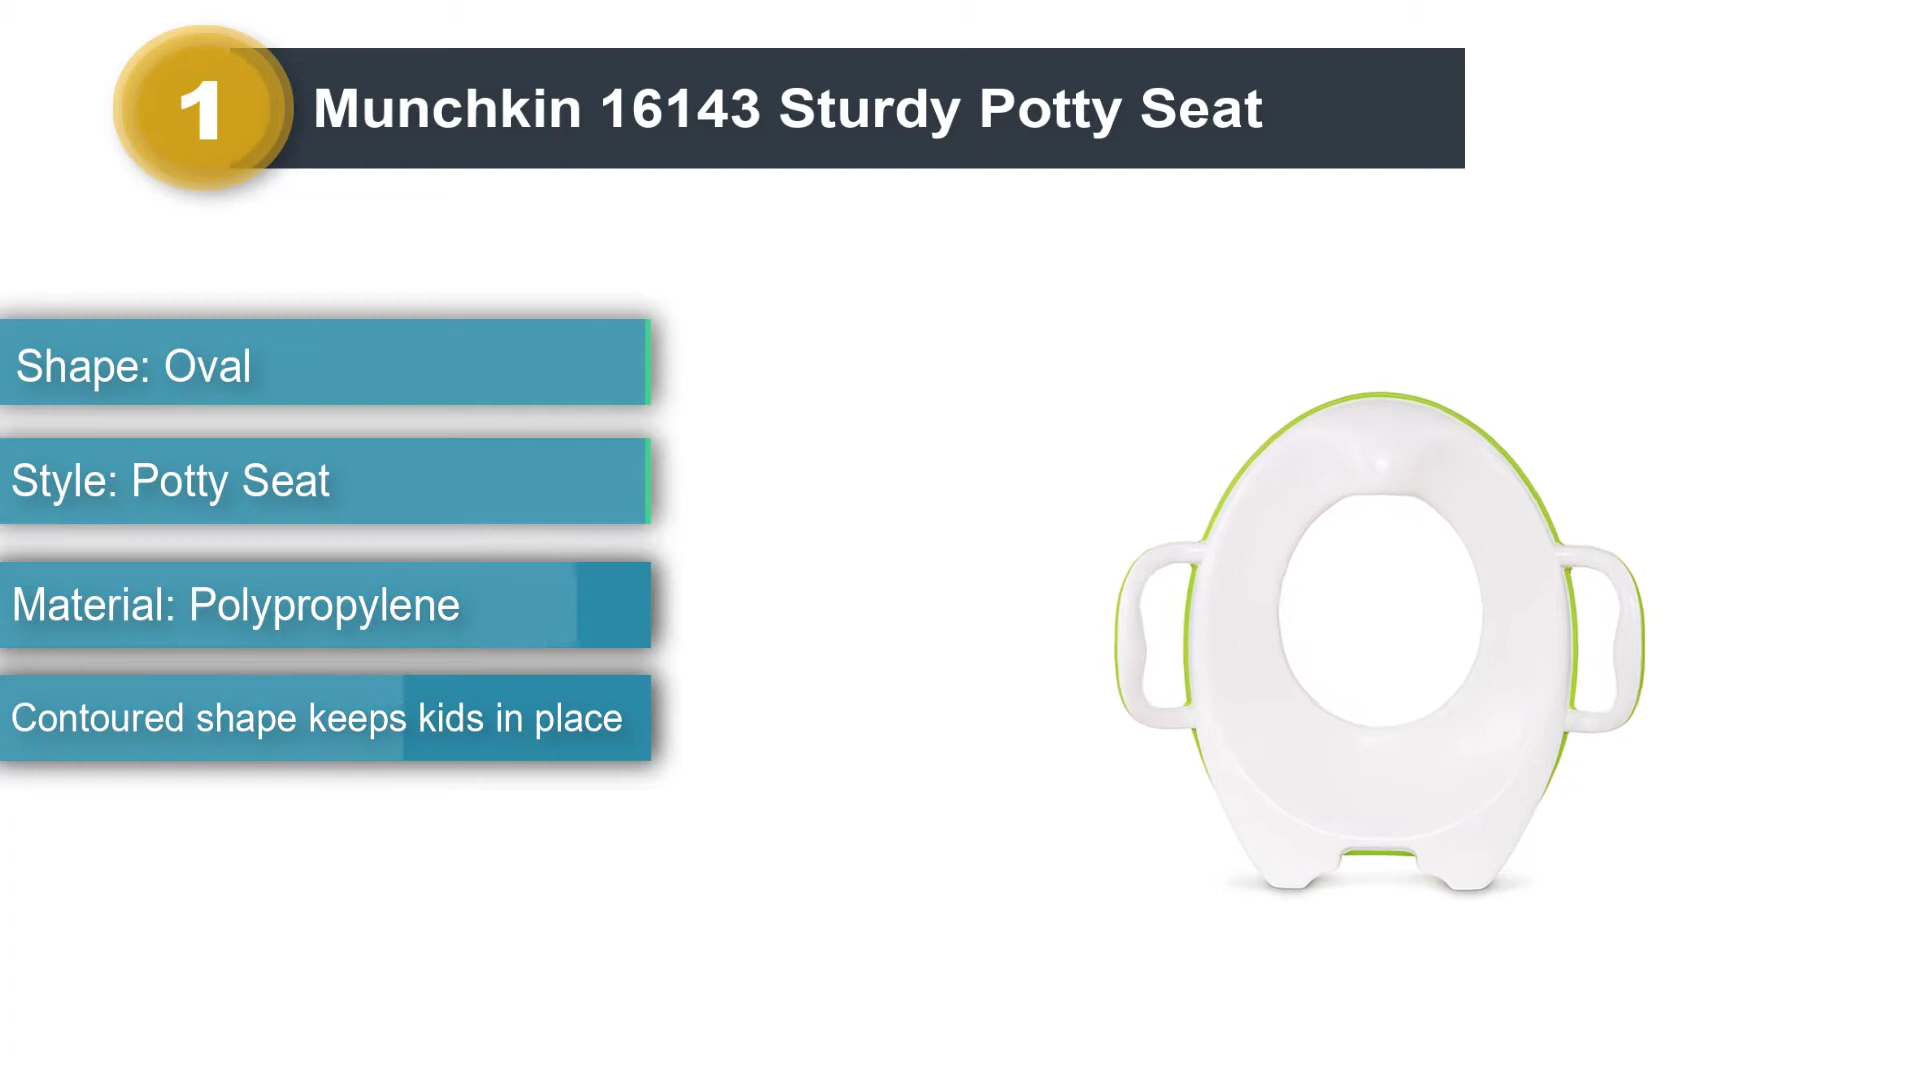 1
Munchkin 16143 Sturdy Potty Seat
Shape: Oval
Style: Potty Seat
Material: Polypropylene
Contoured shape keeps kids in place